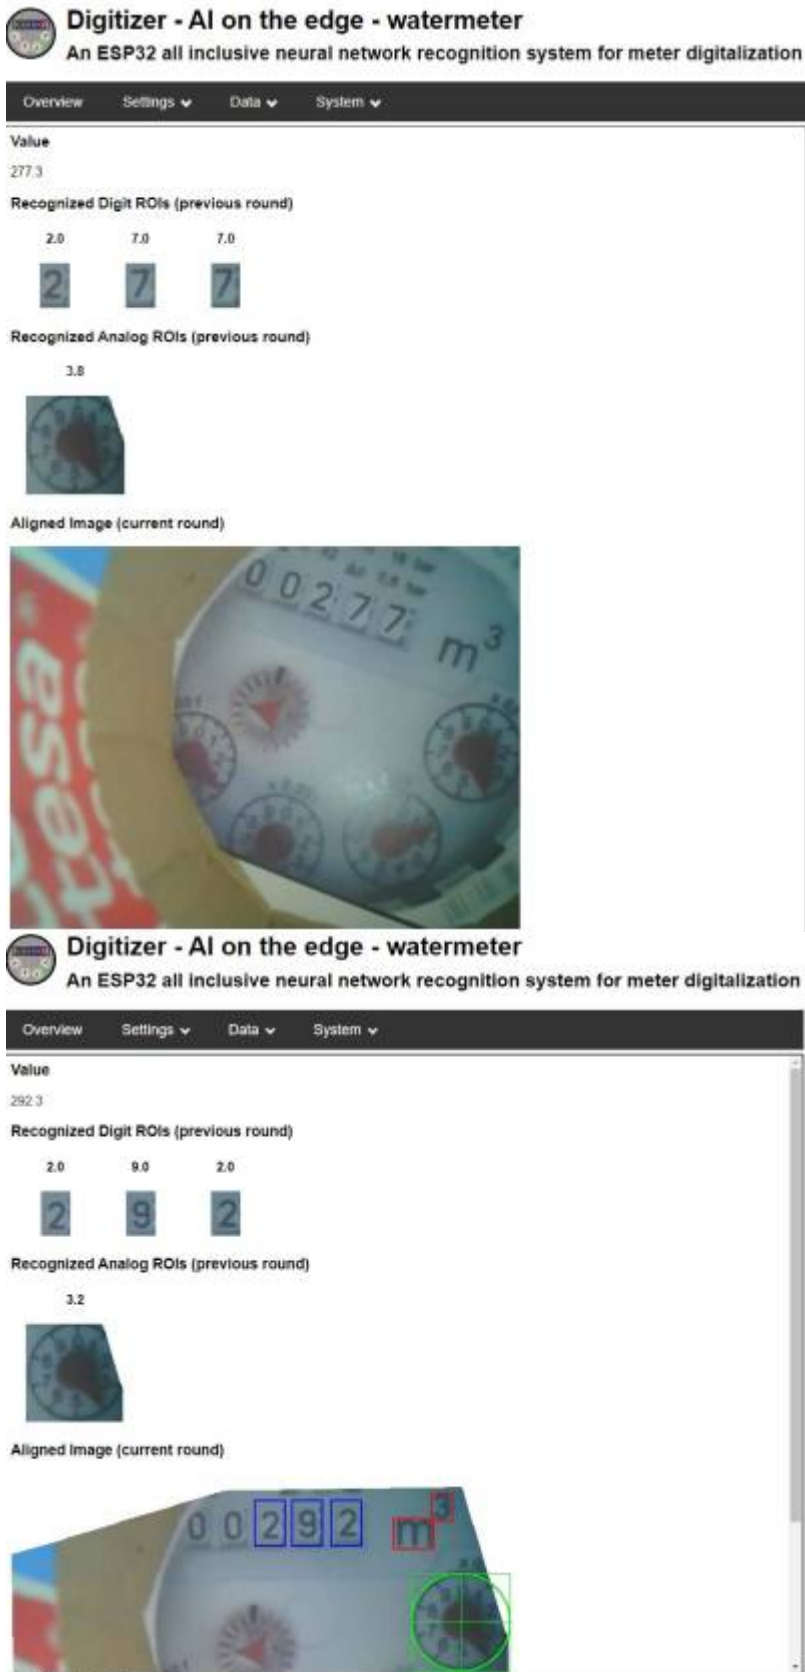 Digitizer - AI on the edge - watermeter
An ESP32 all inclusive neural network recognition system for meter digitalization
Overview Settings Data System
Value
277.3
Recognized Digit ROIs (previous round)
2.0 7.0 7.0
2 7 7
Recognized Analog ROIs (previous round)
3.8
Aligned Image (current round)
00277 m³
Digitizer - AI on the edge - watermeter
An ESP32 all inclusive neural network recognition system for meter digitalization
Overview Settings Data System
Value
292.3
Recognized Digit ROIs (previous round)
2.0 9.0 2.0
2 9 2
Recognized Analog ROIs (previous round)
3.2
Aligned Image (current round)
00292 m³